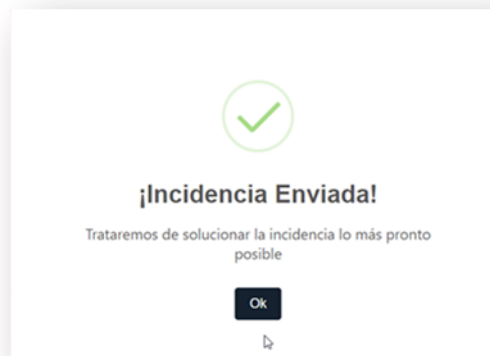 ¡Incidencia Enviada!
Trataremos de solucionar la incidencia lo más pronto
posible
Ok